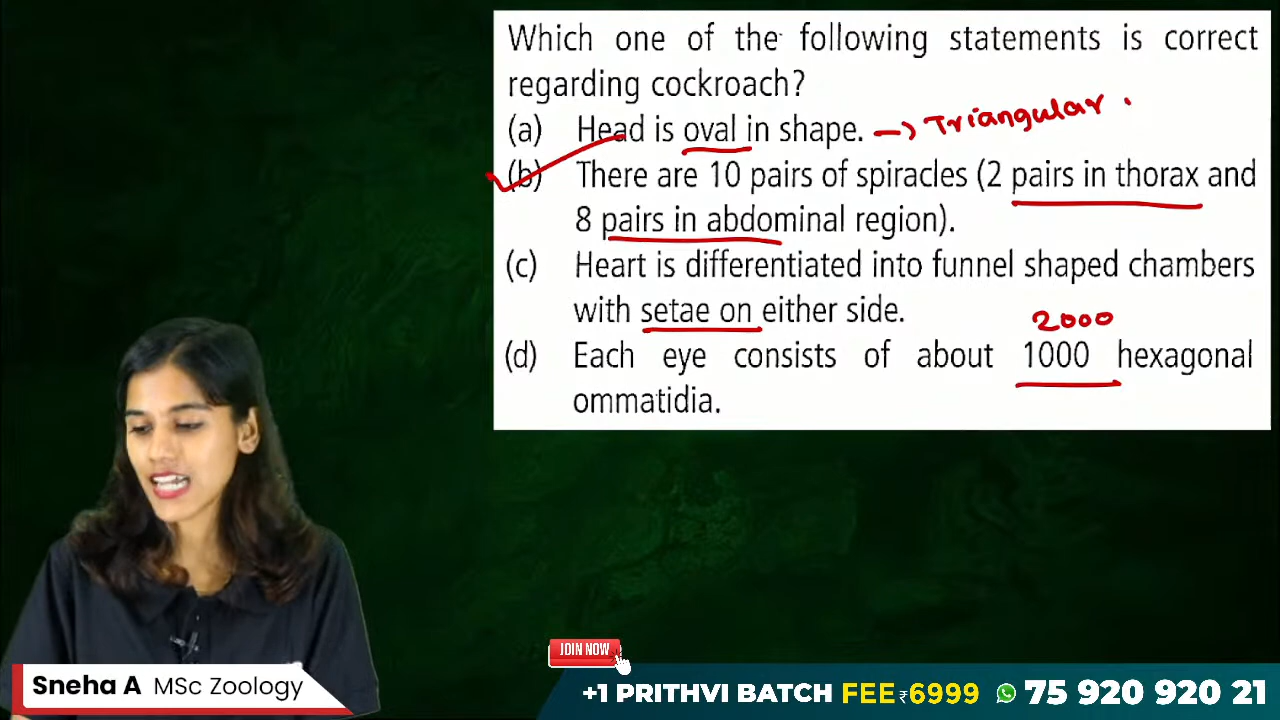 Which one of the following statements is correct
regarding cockroach?
(a) Head is oval in shape. → Triangular.
(b) There are 10 pairs of spiracles (2 pairs in thorax and
8 pairs in abdominal region).
(c) Heart is differentiated into funnel shaped chambers
with setae on either side.
2000
(d) Each eye consists of about 1000 hexagonal
ommatidia.
JOIN NOW
Sneha A MSc Zoology
+1 PRITHVI BATCH FEE ₹6999 75 920 920 21